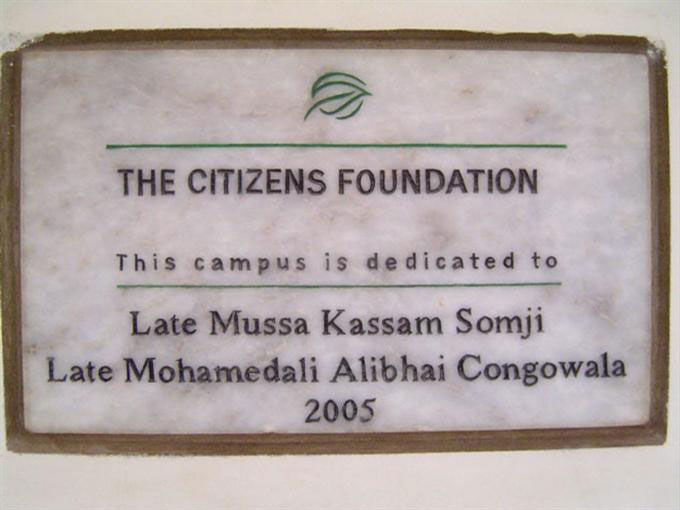 THE CITIZENS FOUNDATION
This campus is dedicated to
Late Mussa Kassam Somji
Late Mohamedali Alibhai Congowala
2005